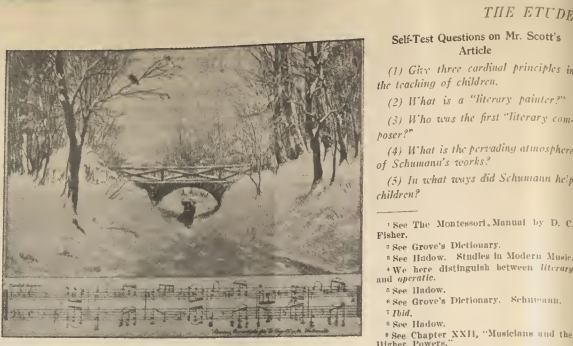 THE ETUDE
Self-Test Questions on Mr. Scott's
Article
(1) Give three cardinal principles in
the teaching of children.
(2) What is a "literary painter?"
(3) Who was the first "literary com-
poser?"
(4) What is the pervading atmosphere
of Schumann's works?
(5) In what ways did Schumann help
children?
¹ See The Montessori Manual by D. C.
Fisher.
² See Grove's Dictionary.
³ See Hadow. Studies in Modern Music.
⁴ We here distinguish between literary
and operatic.
⁵ See Hadow.
⁶ See Grove's Dictionary. Schumann.
⁷ Ibid.
⁸ See Hadow.
⁹ See Chapter XXII, "Musicians and the
Higher Powers."